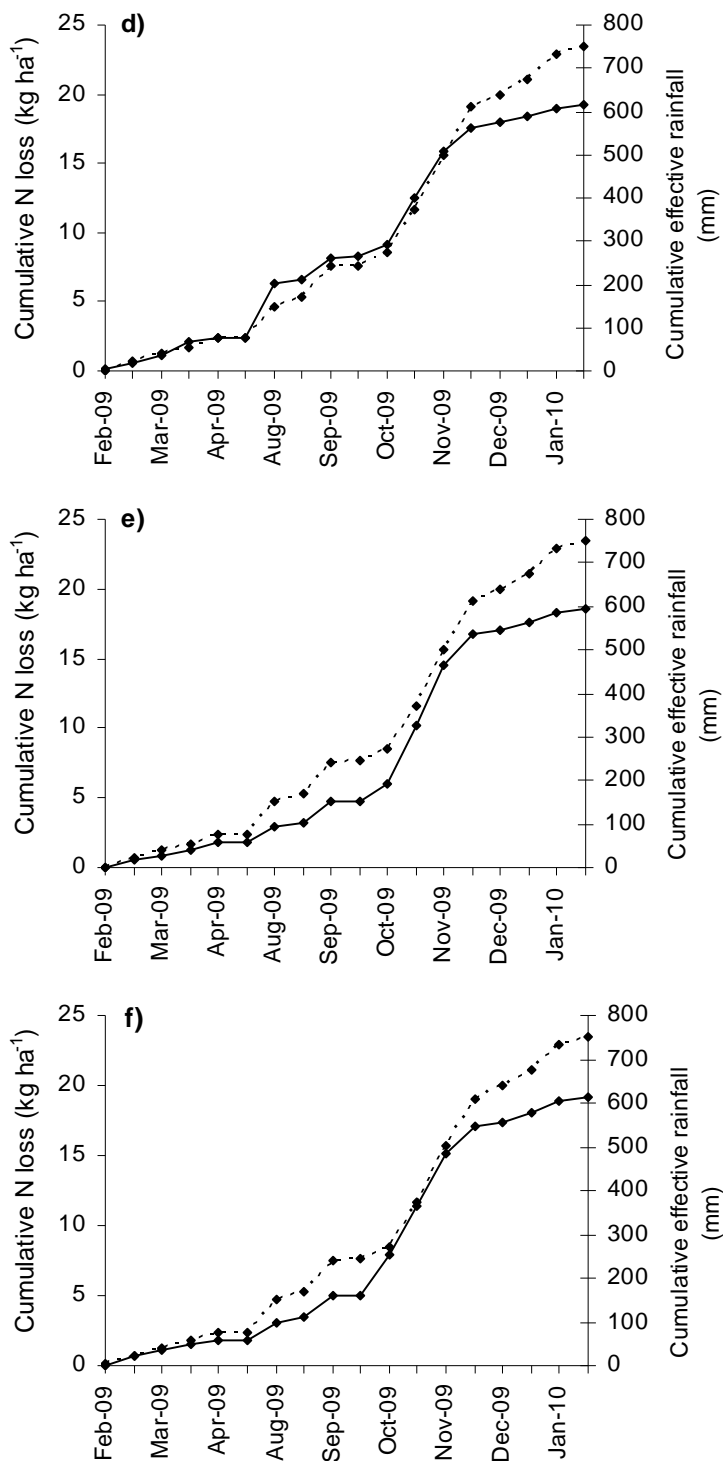 d)
Cumulative N loss (kg ha⁻¹)
25
20
15
10
5
0
800
700
600
500
400
300
200
100
0
Cumulative effective rainfall
(mm)
Feb-09
Mar-09
Apr-09
Aug-09
Sep-09
Oct-09
Nov-09
Dec-09
Jan-10
e)
Cumulative N loss (kg ha⁻¹)
25
20
15
10
5
0
800
700
600
500
400
300
200
100
0
Cumulative effective rainfall
(mm)
Feb-09
Mar-09
Apr-09
Aug-09
Sep-09
Oct-09
Nov-09
Dec-09
Jan-10
f)
Cumulative N loss (kg ha⁻¹)
25
20
15
10
5
0
800
700
600
500
400
300
200
100
0
Cumulative effective rainfall
(mm)
Feb-09
Mar-09
Apr-09
Aug-09
Sep-09
Oct-09
Nov-09
Dec-09
Jan-10